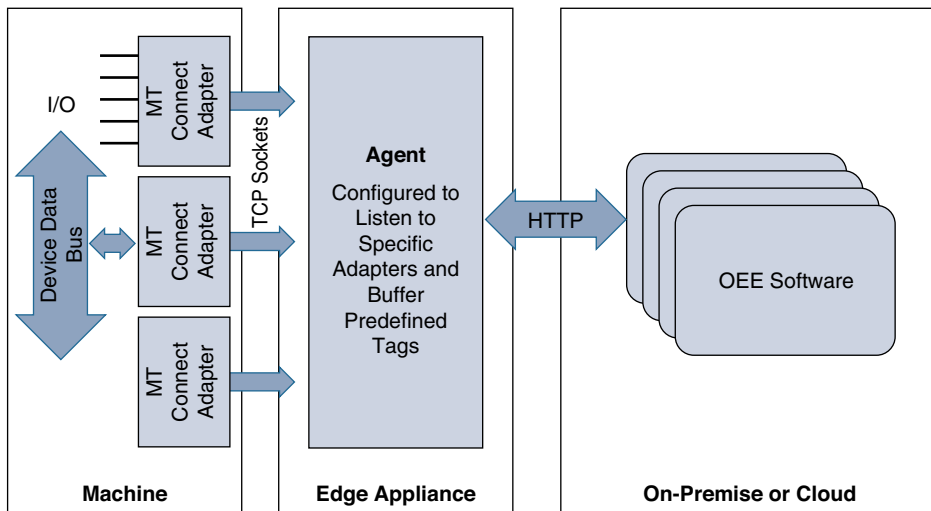 I/O
Device Data
Bus
MT
Connect
Adapter
MT
Connect
Adapter
MT
Connect
Adapter
Machine
TCP Sockets
Agent
Configured to
Listen to
Specific
Adapters and
Buffer
Predefined
Tags
Edge Appliance
HTTP
OEE Software
On-Premise or Cloud